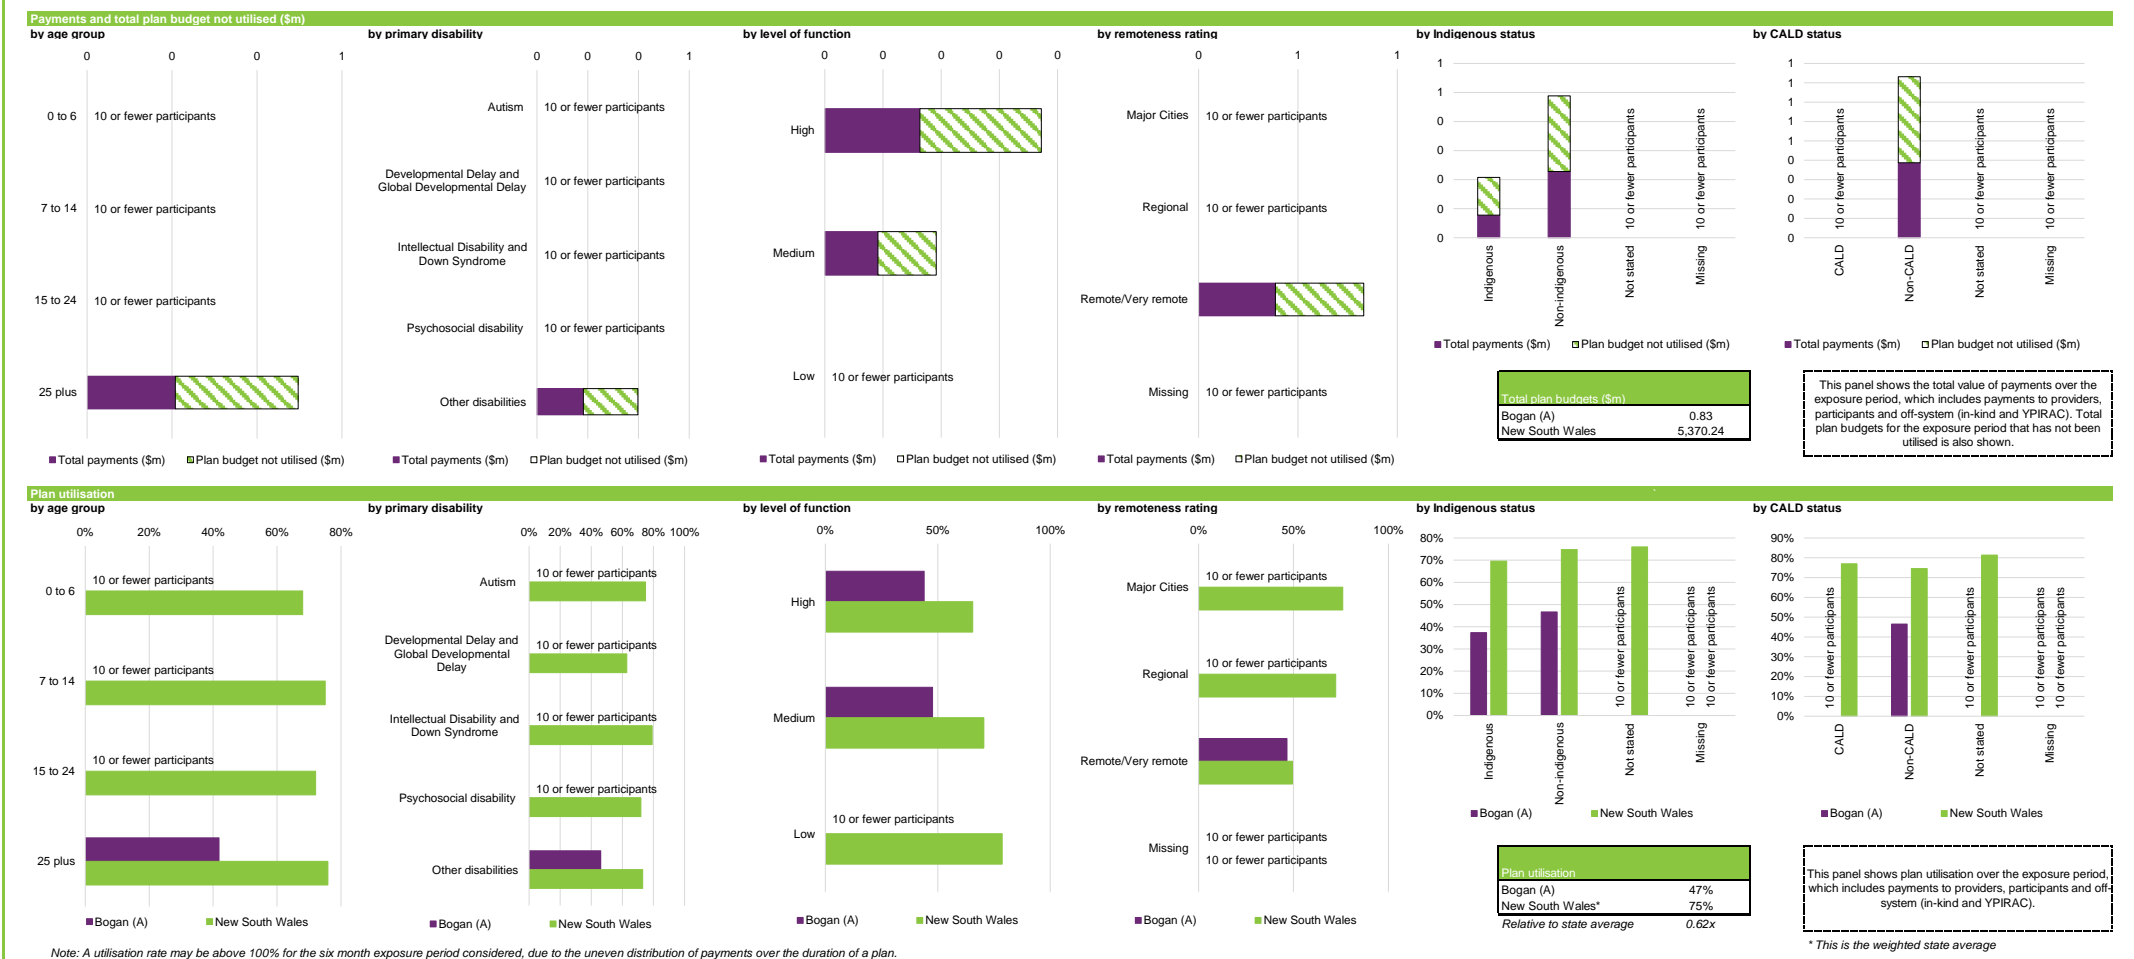 Payments and total plan budget not utilised ($m)
by age group
0 0 0 1
0 to 6
10 or fewer participants
7 to 14
10 or fewer participants
15 to 24
10 or fewer participants
25 plus
Total payments ($m) Plan budget not utilised ($m)
by primary disability
0 0 0 1
Autism
10 or fewer participants
Developmental Delay and
Global Developmental Delay
10 or fewer participants
Intellectual Disability and
Down Syndrome
10 or fewer participants
Psychosocial disability
10 or fewer participants
Other disabilities
Total payments ($m) Plan budget not utilised ($m)
by level of function
0 0 0 0 0
High
Medium
Low
10 or fewer participants
Total payments ($m) Plan budget not utilised ($m)
by remoteness rating
0 1 1
Major Cities
10 or fewer participants
Regional
10 or fewer participants
Remote/Very remote
Missing
10 or fewer participants
Total payments ($m) Plan budget not utilised ($m)
by Indigenous status
1
1
0
0
0
0
0
10 or fewer participants
10 or fewer participants
Indigenous
Non-indigenous
Not stated
Missing
Total payments ($m) Plan budget not utilised ($m)
by CALD status
1
1
1
1
1
0
0
0
0
0
10 or fewer participants
10 or fewer participants
10 or fewer participants
CALD
Non-CALD
Not stated
Missing
Total payments ($m) Plan budget not utilised ($m)
Total plan budgets ($m)
Bogan (A) 0.83
New South Wales 5,370.24
This panel shows the total value of payments over the
exposure period, which includes payments to providers,
participants and off-system (in-kind and YPIRAC). Total
plan budgets for the exposure period that has not been
utilised is also shown.
Plan utilisation
by age group
0% 20% 40% 60% 80%
0 to 6
10 or fewer participants
7 to 14
10 or fewer participants
15 to 24
10 or fewer participants
25 plus
Bogan (A) New South Wales
by primary disability
0% 20% 40% 60% 80% 100%
Autism
10 or fewer participants
Developmental Delay and
Global Developmental
Delay
10 or fewer participants
Intellectual Disability and
Down Syndrome
10 or fewer participants
Psychosocial disability
10 or fewer participants
Other disabilities
Bogan (A) New South Wales
by level of function
0% 50% 100%
High
Medium
Low
10 or fewer participants
Bogan (A) New South Wales
by remoteness rating
0% 50% 100%
Major Cities
10 or fewer participants
Regional
10 or fewer participants
Remote/Very remote
Missing
10 or fewer participants
10 or fewer participants
Bogan (A) New South Wales
by Indigenous status
80%
70%
60%
50%
40%
30%
20%
10%
0%
10 or fewer participants
10 or fewer participants
10 or fewer participants
Indigenous
Non-indigenous
Not stated
Missing
Bogan (A) New South Wales
by CALD status
90%
80%
70%
60%
50%
40%
30%
20%
10%
0%
10 or fewer participants
10 or fewer participants
10 or fewer participants
10 or fewer participants
CALD
Non-CALD
Not stated
Missing
Bogan (A) New South Wales
Plan utilisation
Bogan (A) 47%
New South Wales* 75%
Relative to state average 0.62x
This panel shows plan utilisation over the exposure period,
which includes payments to providers, participants and off-
system (in-kind and YPIRAC).
* This is the weighted state average
Note: A utilisation rate may be above 100% for the six month exposure period considered, due to the uneven distribution of payments over the duration of a plan.